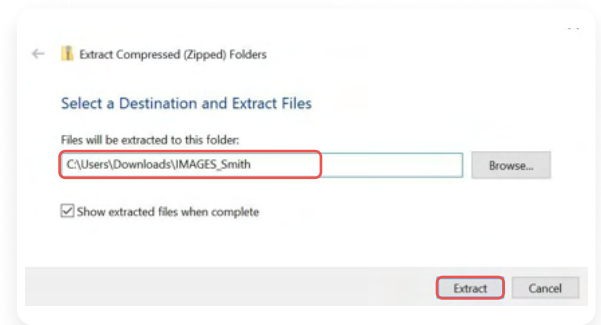 Extract Compressed (Zipped) Folders
Select a Destination and Extract Files
Files will be extracted to this folder:
C:\Users\Downloads\IMAGES_Smith
Browse...
Show extracted files when complete
Extract
Cancel